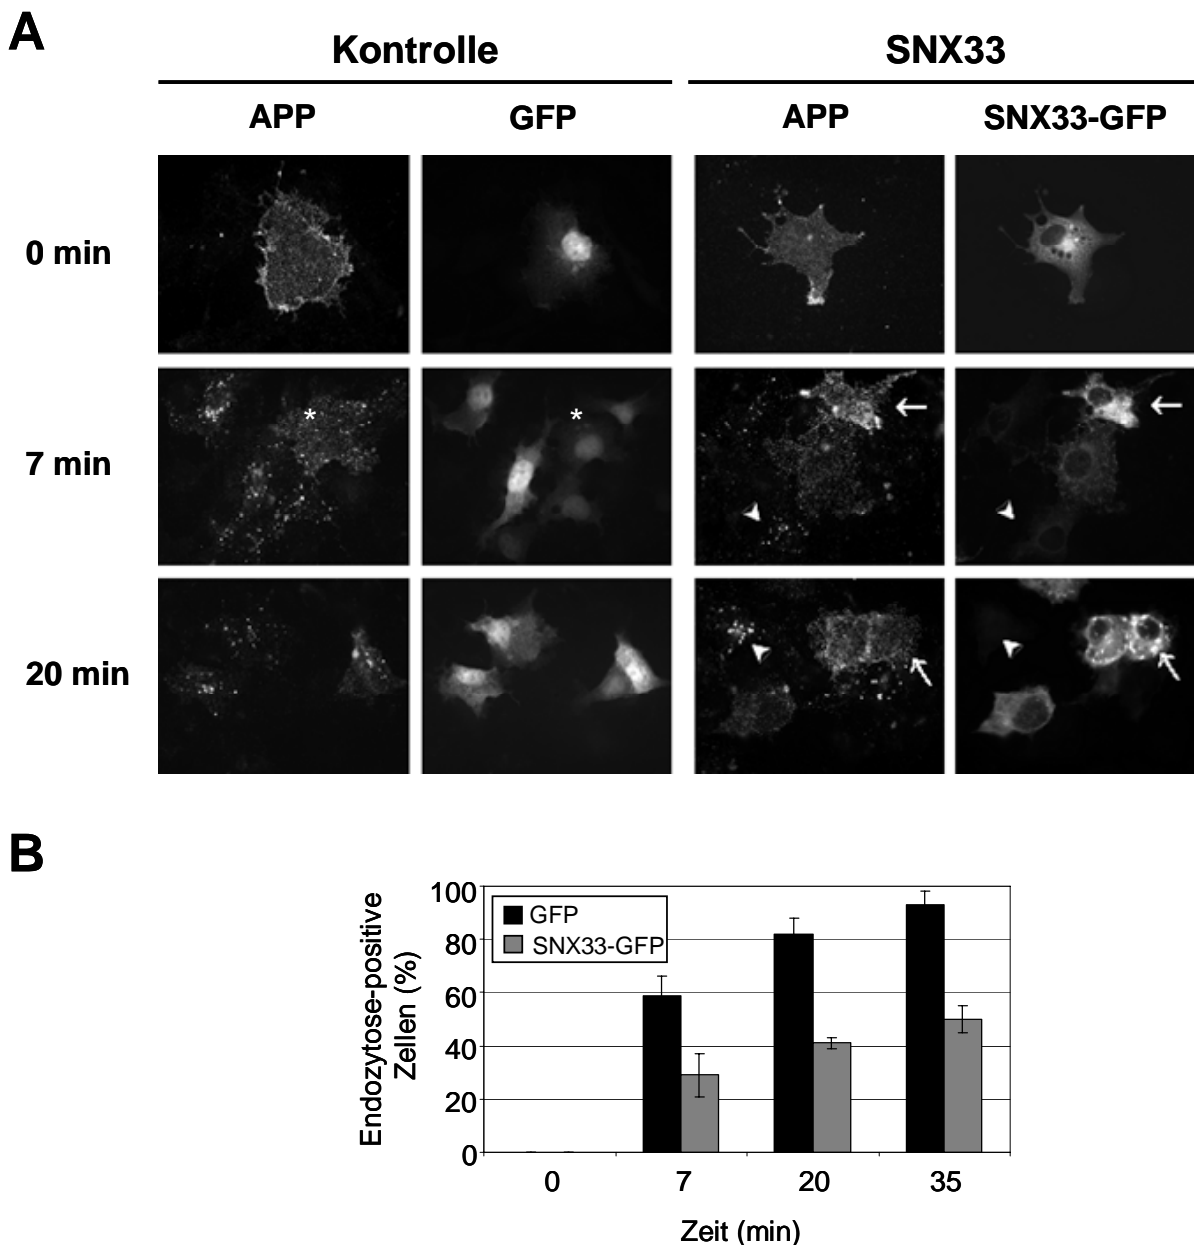 A
Kontrolle
SNX33
APP
GFP
APP
SNX33-GFP
0 min
7 min
*
*
20 min
B
Endozytose-positive
Zellen (%)
100
80
60
40
20
0
GFP
SNX33-GFP
0
7
20
35
Zeit (min)